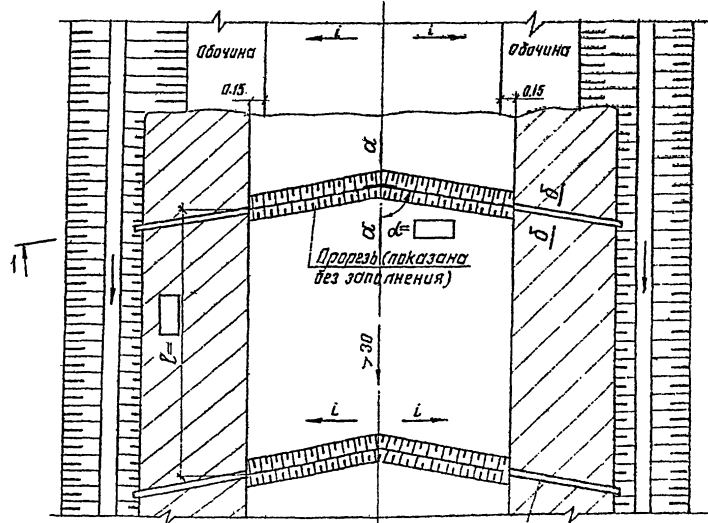 i i
Обочина Обочина
0.15 0.15
a
a
α=
б
б
Прорезь (показана
без заполнения)
1
ℓ=
>30
i i